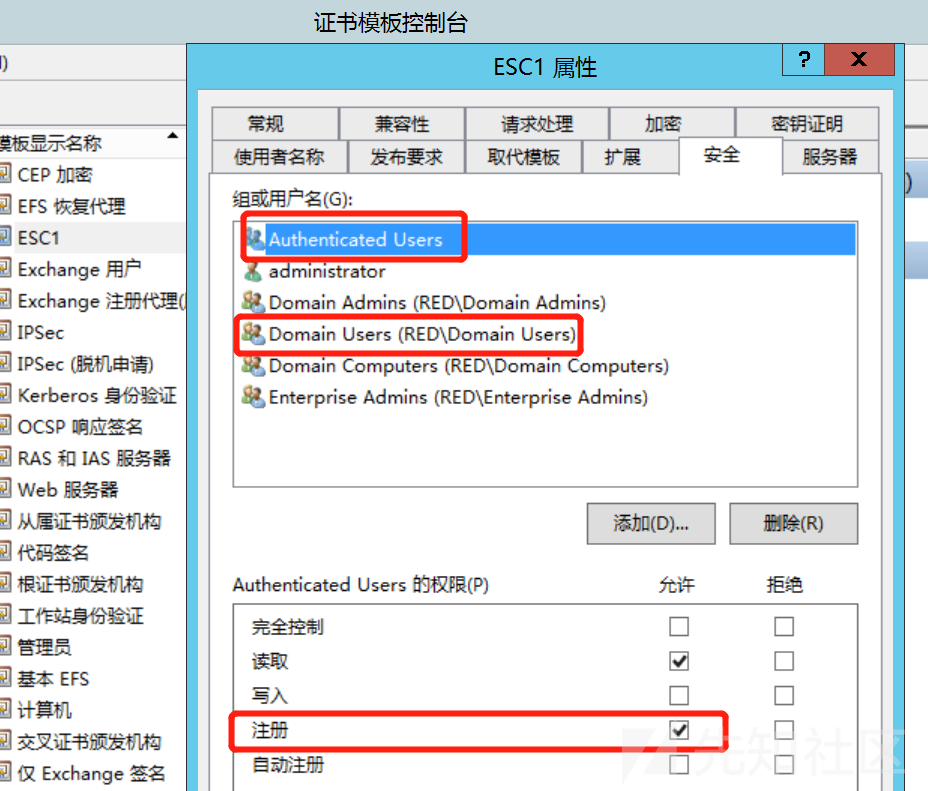 证书模板控制台
)
ESC1 属性
?
X
常规 兼容性 请求处理 加密 密钥证明
使用者名称 发布要求 取代模板 扩展 安全 服务器
模板显示名称
CEP 加密
EFS 恢复代理
ESC1
Exchange 用户
Exchange 注册代理(
IPSec
IPSec (脱机申请)
Kerberos 身份验证
OCSP 响应签名
RAS 和 IAS 服务器
Web 服务器
从属证书颁发机构
代码签名
根证书颁发机构
工作站身份验证
管理员
基本 EFS
计算机
交叉证书颁发机构
仅 Exchange 签名
组或用户名(G):
Authenticated Users
administrator
Domain Admins (RED\Domain Admins)
Domain Users (RED\Domain Users)
Domain Computers (RED\Domain Computers)
Enterprise Admins (RED\Enterprise Admins)
添加(D)... 删除(R)
Authenticated Users 的权限(P) 允许 拒绝
完全控制
读取
写入
注册
自动注册
)
先知社区